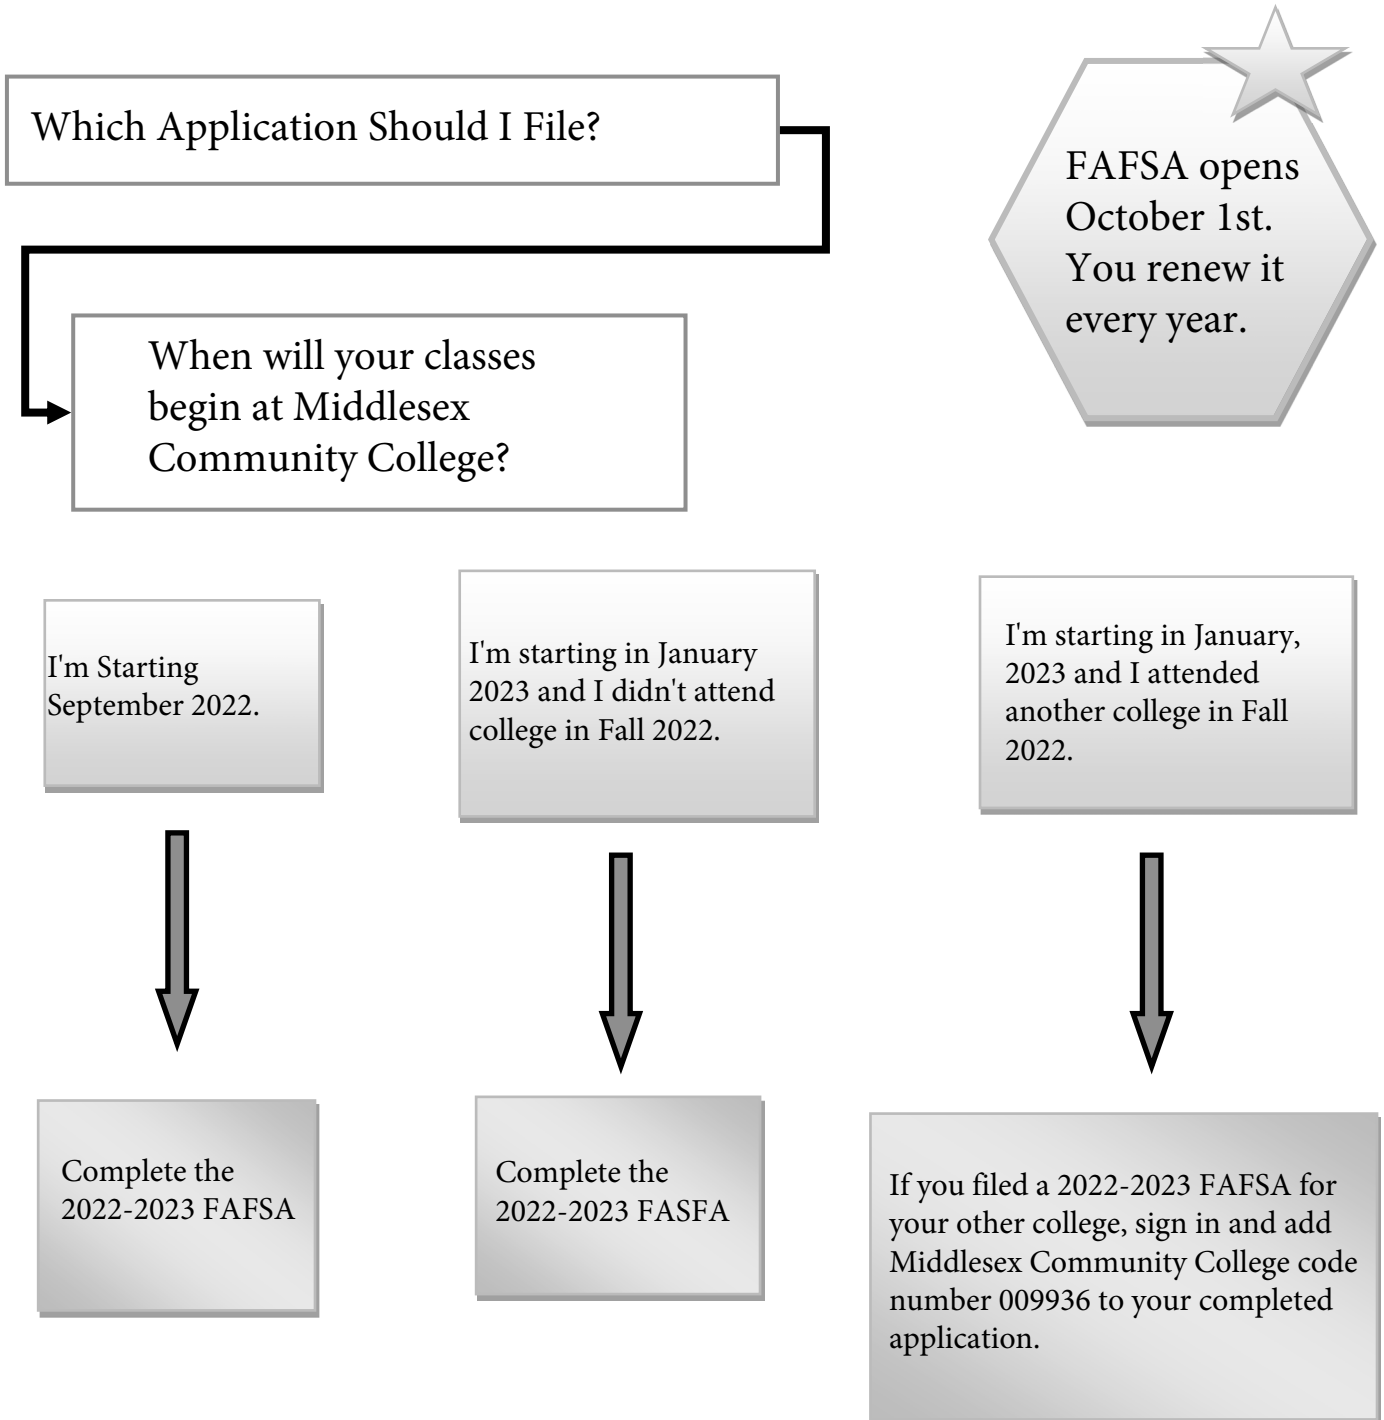 Which Application Should I File?
FAFSA opens
October 1st.
You renew it
every year.
When will your classes
begin at Middlesex
Community College?
I'm Starting
September 2022.
I'm starting in January
2023 and I didn't attend
college in Fall 2022.
I'm starting in January,
2023 and I attended
another college in Fall
2022.
Complete the
2022-2023 FAFSA
Complete the
2022-2023 FASFA
If you filed a 2022-2023 FAFSA for
your other college, sign in and add
Middlesex Community College code
number 009936 to your completed
application.